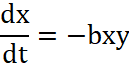 dx/dt = −bxy